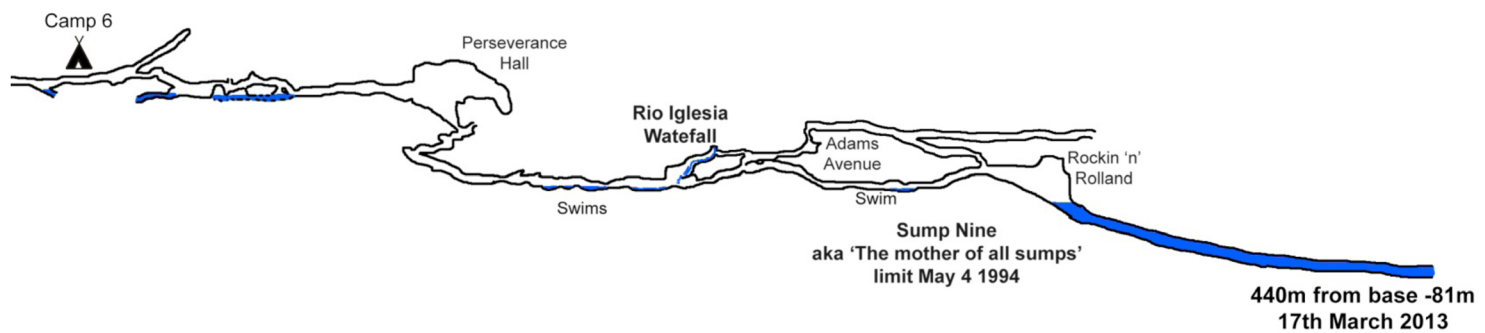 Camp 6
Perseverance
Hall
Rio Iglesia
Watefall
Swims
Adams
Avenue
Swim
Rockin 'n'
Rolland
Sump Nine
aka 'The mother of all sumps'
limit May 4 1994
440m from base -81m
17th March 2013